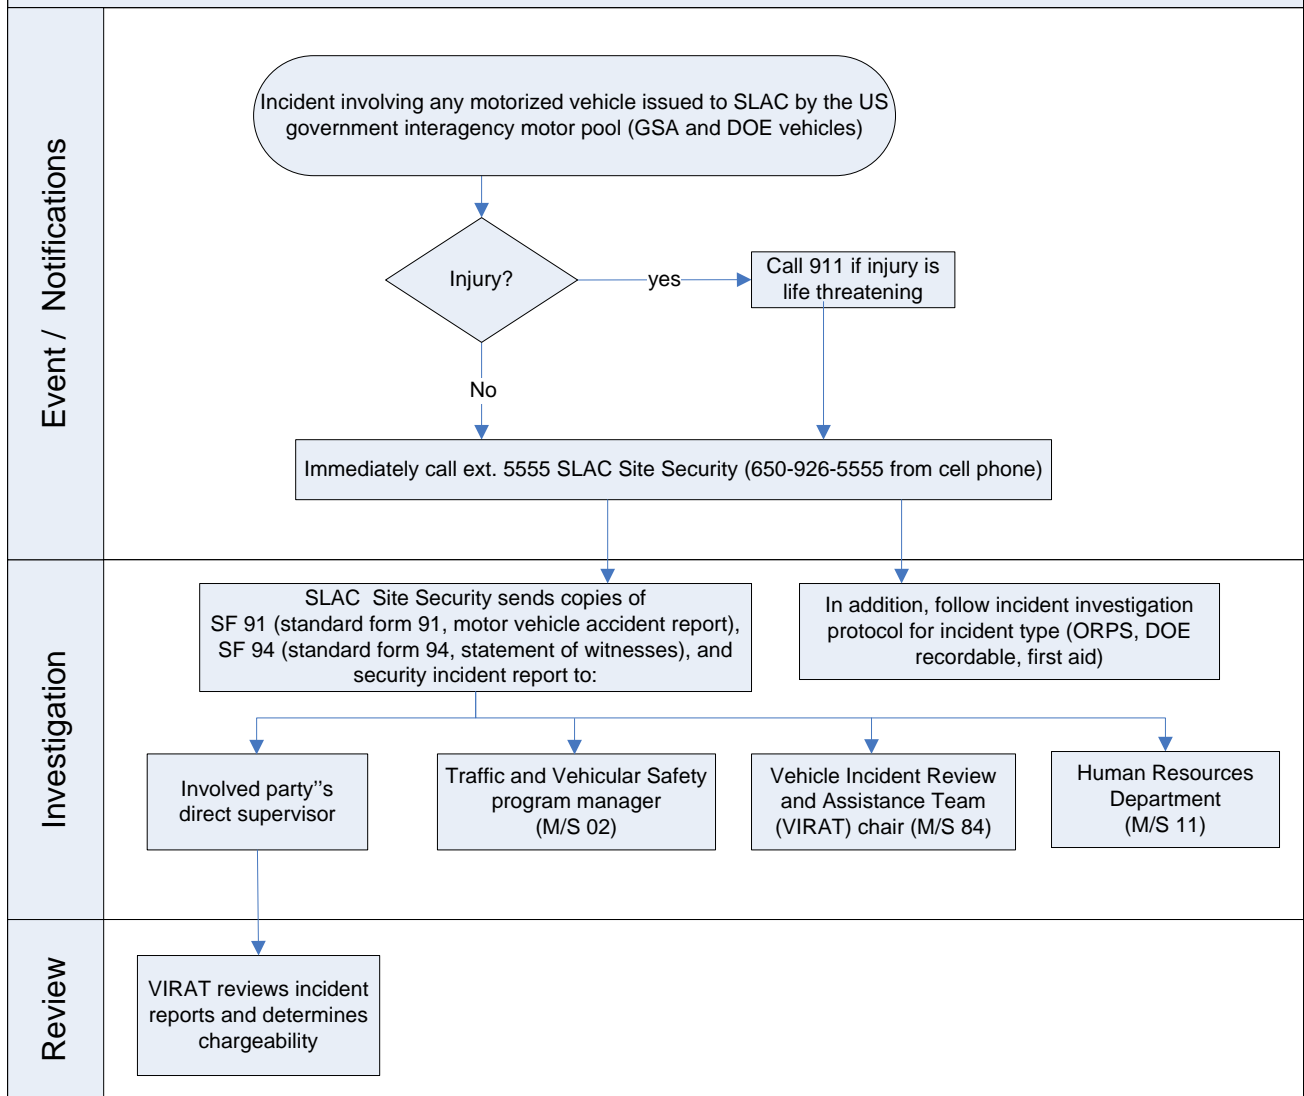 Event / Notifications
Incident involving any motorized vehicle issued to SLAC by the US
government interagency motor pool (GSA and DOE vehicles)
Injury?
yes
Call 911 if injury is
life threatening
No
Immediately call ext. 5555 SLAC Site Security (650-926-5555 from cell phone)
Investigation
SLAC Site Security sends copies of
SF 91 (standard form 91, motor vehicle accident report),
SF 94 (standard form 94, statement of witnesses), and
security incident report to:
In addition, follow incident investigation
protocol for incident type (ORPS, DOE
recordable, first aid)
Involved party''s
direct supervisor
Traffic and Vehicular Safety
program manager
(M/S 02)
Vehicle Incident Review
and Assistance Team
(VIRAT) chair (M/S 84)
Human Resources
Department
(M/S 11)
Review
VIRAT reviews incident
reports and determines
chargeability